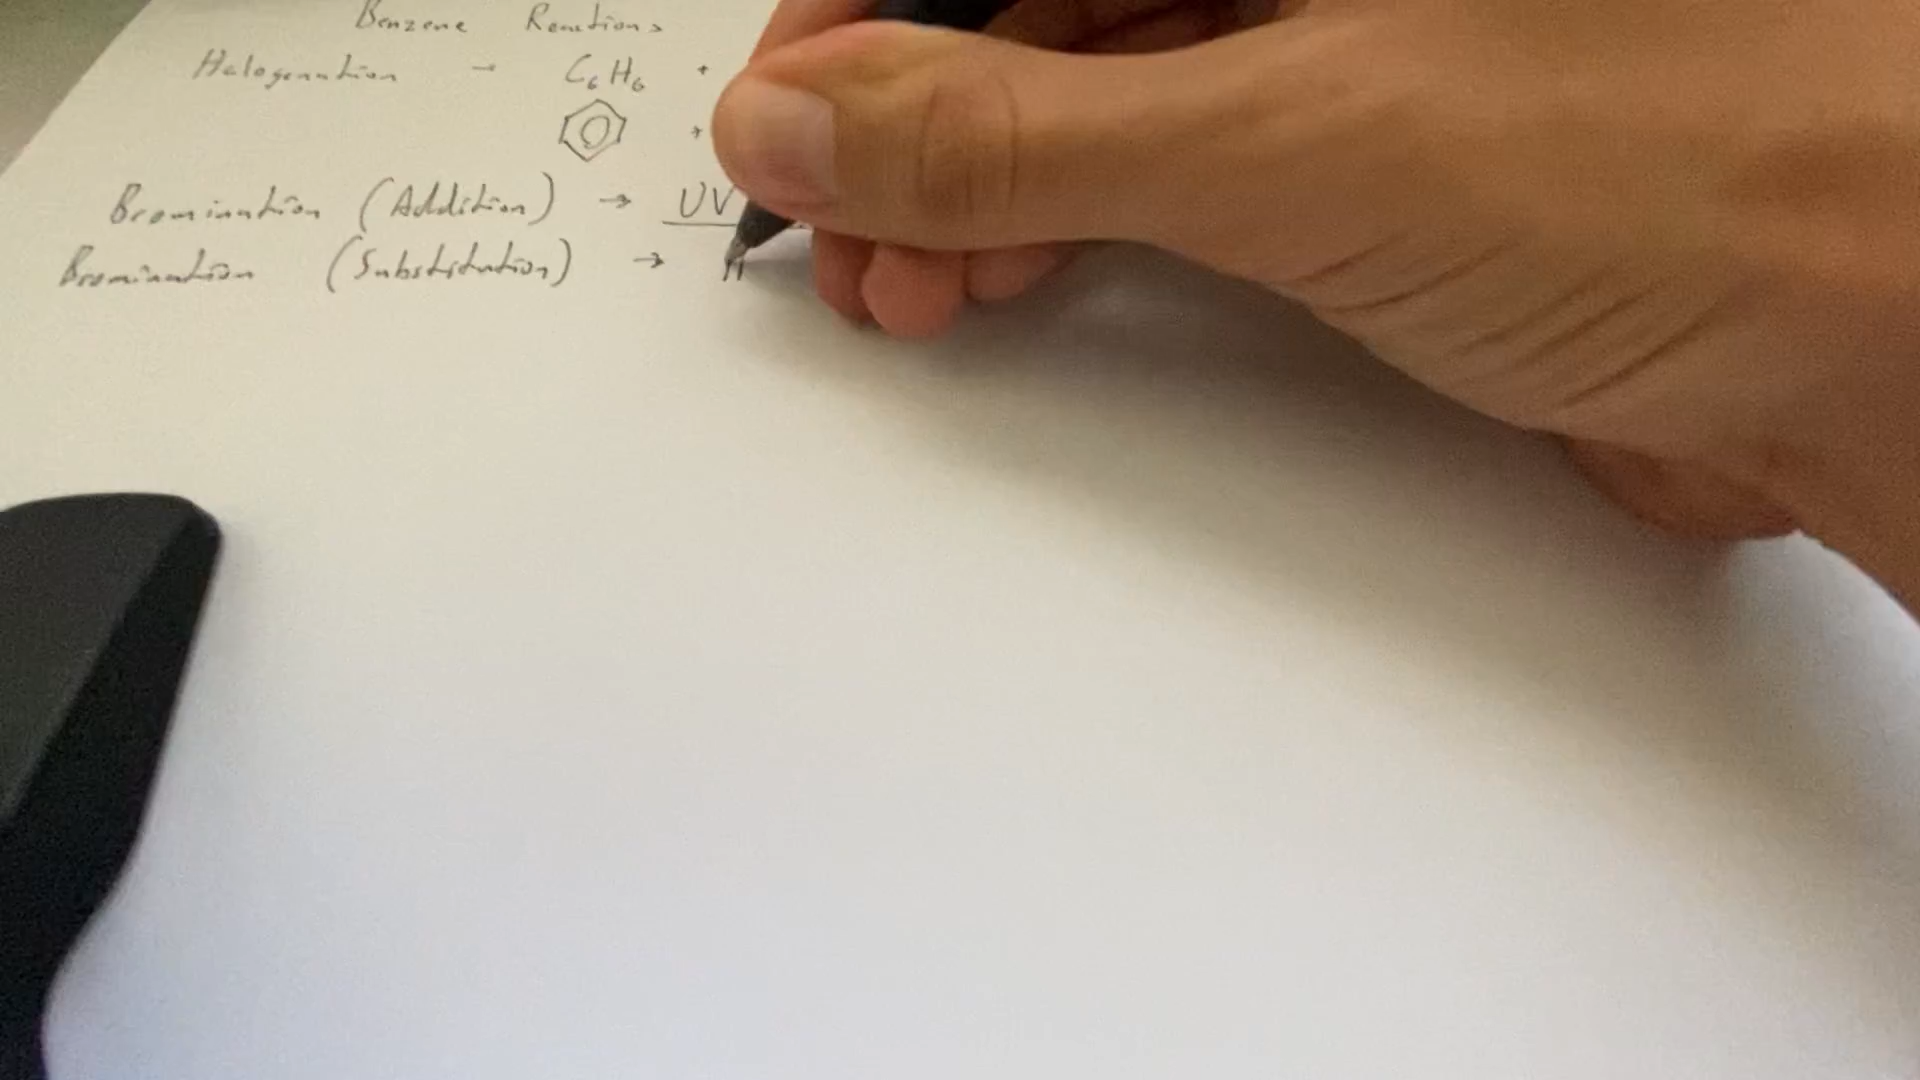 Benzene Reactions
Halogenation → C₆H₆ +
+
Bromination (Addition) → UV
Bromination (Substitution) →